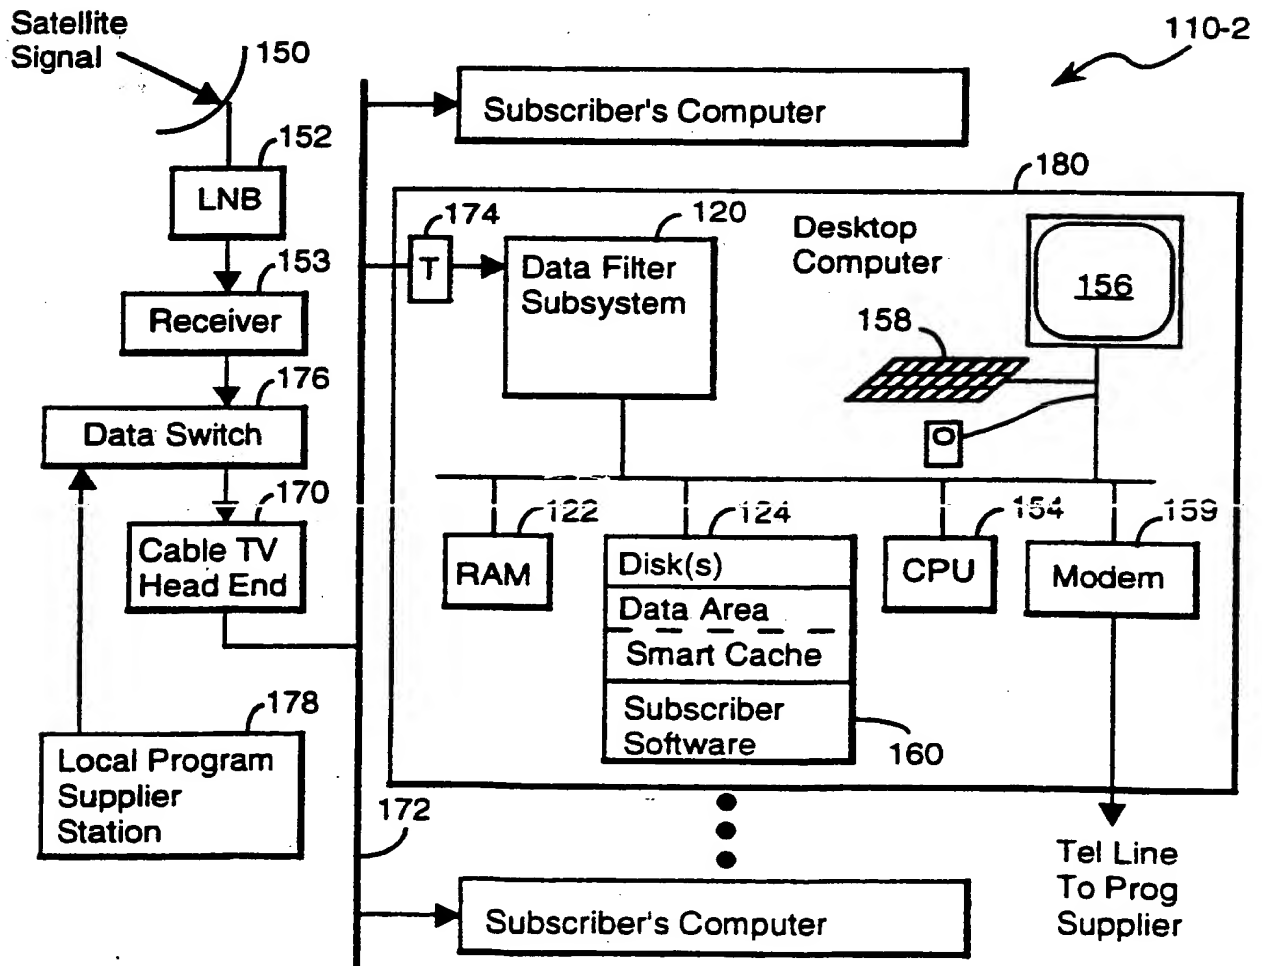 Satellite
Signal
150
110-2
Subscriber's Computer
152
LNB
180
174
120
T
Data Filter
Subsystem
Desktop
Computer
156
153
Receiver
158
176
Data Switch
170
Cable TV
Head End
122
RAM
124
Disk(s)
Data Area
Smart Cache
Subscriber
Software
160
154
CPU
159
Modem
178
Local Program
Supplier
Station
172
Tel Line
To Prog
Supplier
Subscriber's Computer